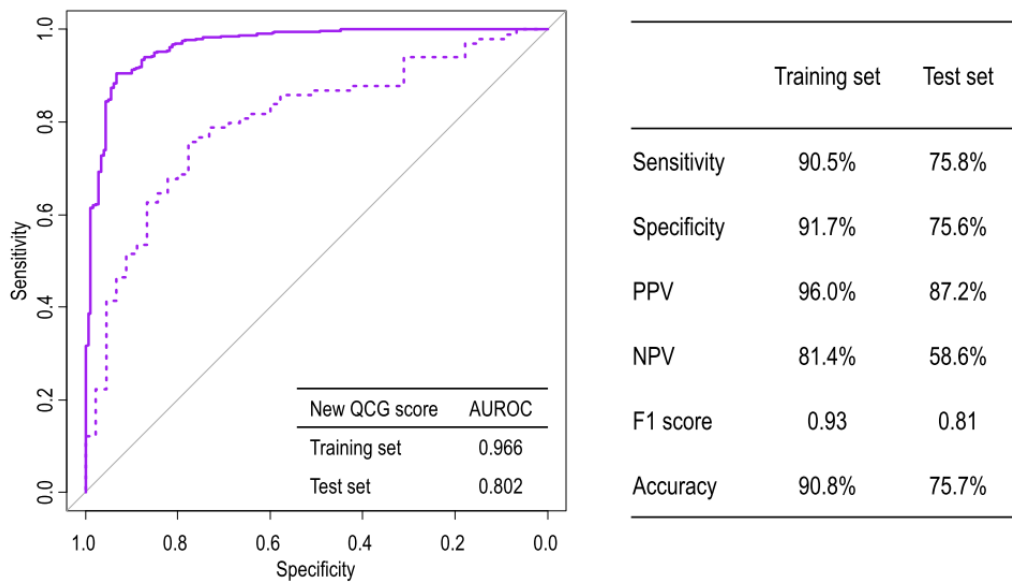 Sensitivity
1.0
0.8
0.6
0.4
0.2
0.0
New QCG score AUROC
Training set 0.966
Test set 0.802
1.0 0.8 0.6 0.4 0.2 0.0
Specificity
Training set Test set
Sensitivity 90.5% 75.8%
Specificity 91.7% 75.6%
PPV 96.0% 87.2%
NPV 81.4% 58.6%
F1 score 0.93 0.81
Accuracy 90.8% 75.7%